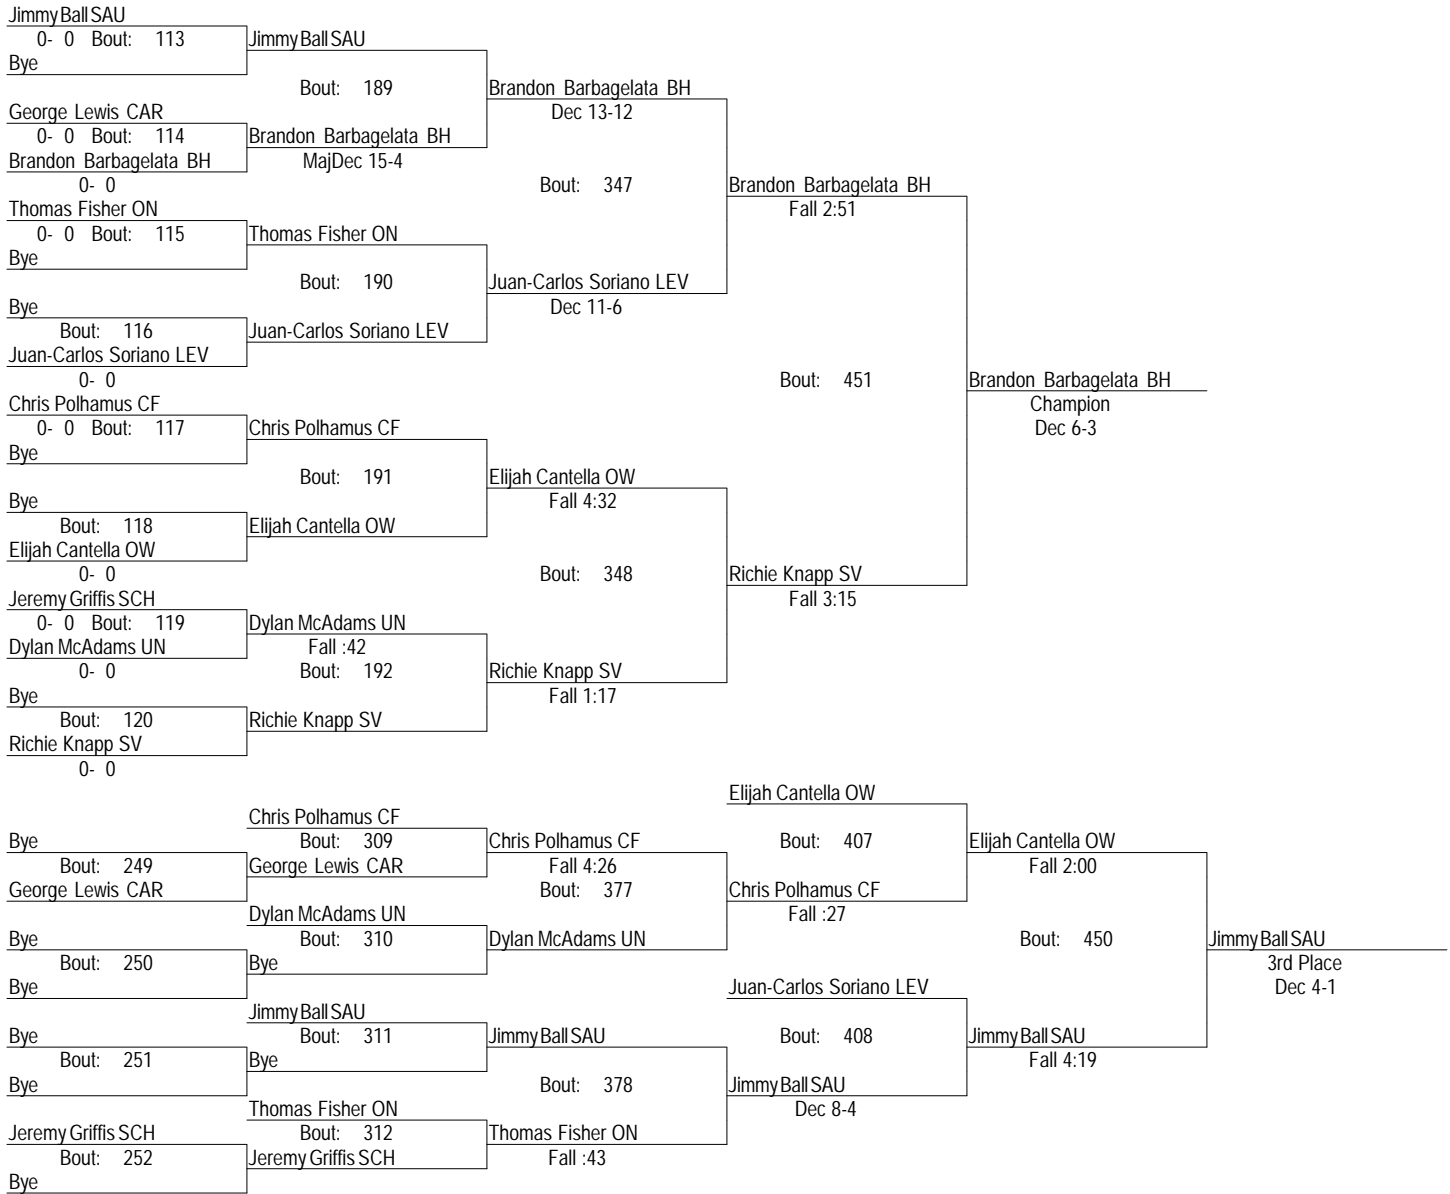 Jimmy Ball SAU
0- 0 Bout: 113 Jimmy Ball SAU
Bye
Bout: 189 Brandon Barbagelata BH
George Lewis CAR Dec 13-12
0- 0 Bout: 114 Brandon Barbagelata BH
Brandon Barbagelata BH MajDec 15-4
0- 0 Bout: 347 Brandon Barbagelata BH
Thomas Fisher ON Fall 2:51
0- 0 Bout: 115 Thomas Fisher ON
Bye
Bout: 190 Juan-Carlos Soriano LEV
Bye Dec 11-6
Bout: 116 Juan-Carlos Soriano LEV
Juan-Carlos Soriano LEV
0- 0 Bout: 451 Brandon Barbagelata BH
Chris Polhamus CF Champion
0- 0 Bout: 117 Chris Polhamus CF Dec 6-3
Bye
Bout: 191 Elijah Cantella OW
Bye Fall 4:32
Bout: 118 Elijah Cantella OW
Elijah Cantella OW
0- 0 Bout: 348 Richie Knapp SV
Jeremy Griffis SCH Fall 3:15
0- 0 Bout: 119 Dylan McAdams UN
Dylan McAdams UN Fall :42
0- 0 Bout: 192 Richie Knapp SV
Bye Fall 1:17
Bout: 120 Richie Knapp SV
Richie Knapp SV
0- 0
Elijah Cantella OW
Chris Polhamus CF
Bye Bout: 309 Chris Polhamus CF Bout: 407 Elijah Cantella OW
Bout: 249 George Lewis CAR Fall 4:26 Fall 2:00
George Lewis CAR Bout: 377 Chris Polhamus CF
Dylan McAdams UN Fall :27
Bye Bout: 310 Dylan McAdams UN Bout: 450 Jimmy Ball SAU
Bout: 250 Bye 3rd Place
Bye Juan-Carlos Soriano LEV Dec 4-1
Jimmy Ball SAU
Bye Bout: 311 Jimmy Ball SAU Bout: 408 Jimmy Ball SAU
Bout: 251 Bye Fall 4:19
Bye Bout: 378 Jimmy Ball SAU
Thomas Fisher ON Dec 8-4
Jeremy Griffis SCH Bout: 312 Thomas Fisher ON
Bout: 252 Jeremy Griffis SCH Fall :43
Bye